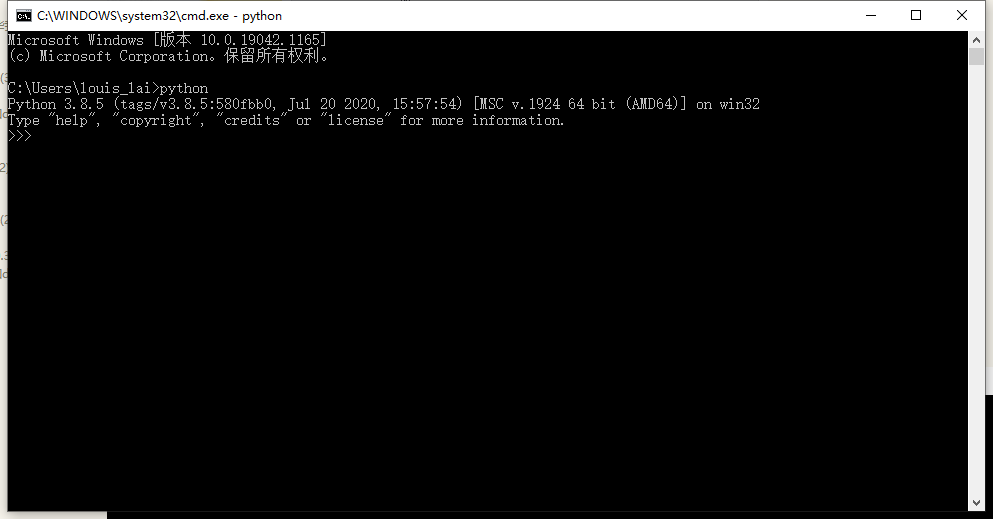 C:\WINDOWS\system32\cmd.exe - python
Microsoft Windows [版本 10.0.19042.1165]
(c) Microsoft Corporation。保留所有权利。
C:\Users\louis_lai>python
Python 3.8.5 (tags/v3.8.5:580fbb0, Jul 20 2020, 15:57:54) [MSC v.1924 64 bit (AMD64)] on win32
Type "help", "copyright", "credits" or "license" for more information.
>>>